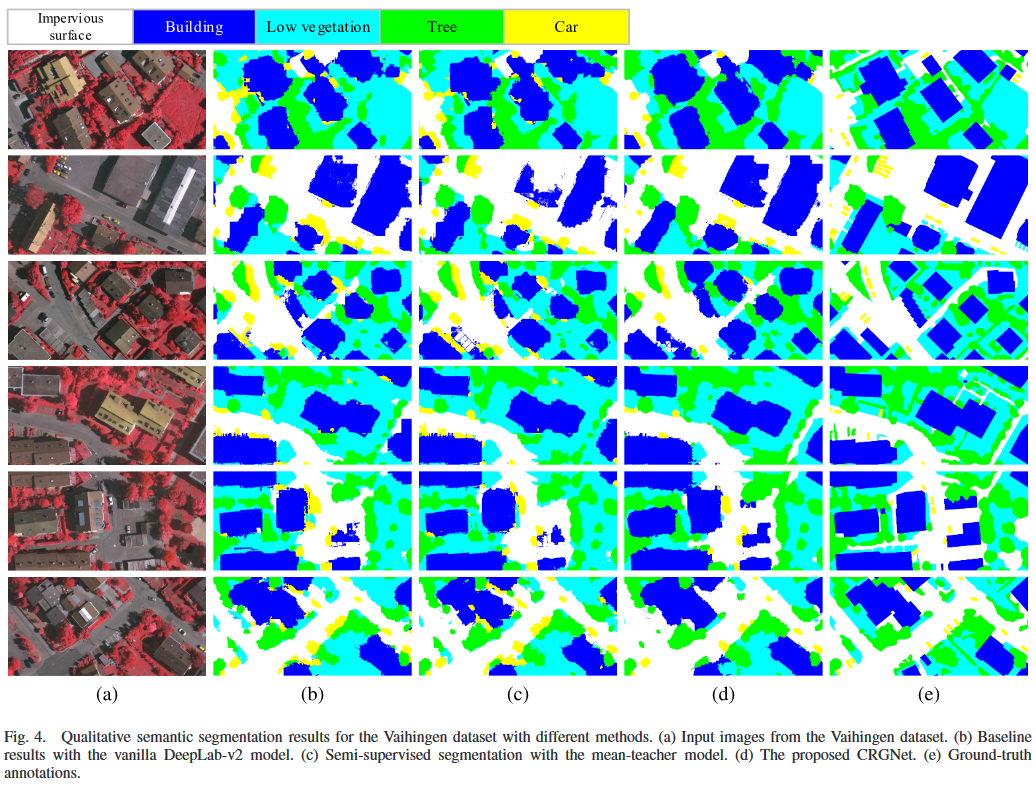 Impervious
surface
Building
Low vegetation
Tree
Car
(a)
(b)
(c)
(d)
(e)
Fig. 4. Qualitative semantic segmentation results for the Vaihingen dataset with different methods. (a) Input images from the Vaihingen dataset. (b) Baseline
results with the vanilla DeepLab-v2 model. (c) Semi-supervised segmentation with the mean-teacher model. (d) The proposed CRGNet. (e) Ground-truth
annotations.